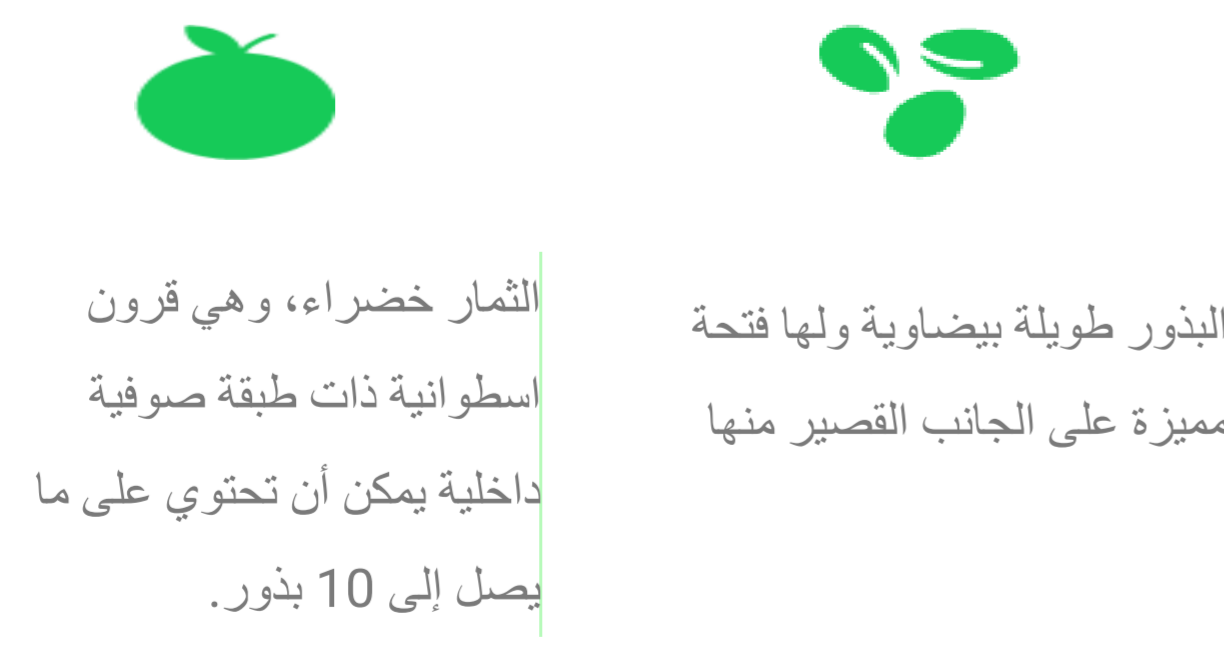 البذور طويلة بيضاوية ولها فتحة
مميزة على الجانب القصير منها
الثمار خضراء، وهي قرون
اسطوانية ذات طبقة صوفية
داخلية يمكن أن تحتوي على ما
يصل إلى 10 بذور.